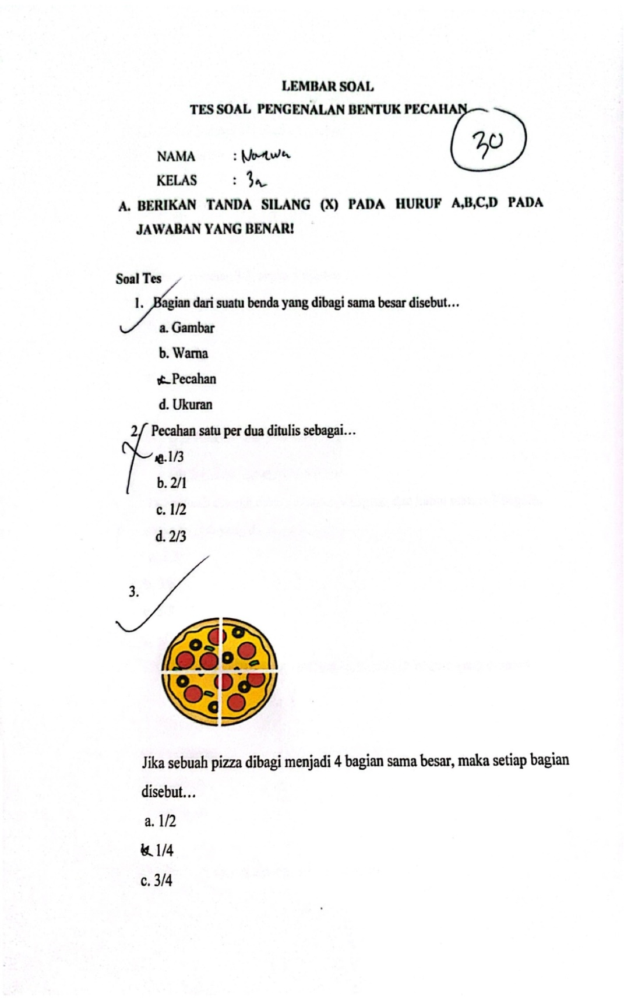 LEMBAR SOAL
TES SOAL PENGENALAN BENTUK PECAHAN
30
NAMA : Narwa
KELAS : 3a
A. BERIKAN TANDA SILANG (X) PADA HURUF A,B,C,D PADA
JAWABAN YANG BENAR!
Soal Tes
1. Bagian dari suatu benda yang dibagi sama besar disebut...
a. Gambar
b. Warna
c. Pecahan
d. Ukuran
2. Pecahan satu per dua ditulis sebagai...
a. 1/3
b. 2/1
c. 1/2
d. 2/3
3.
Jika sebuah pizza dibagi menjadi 4 bagian sama besar, maka setiap bagian
disebut...
a. 1/2
b. 1/4
c. 3/4